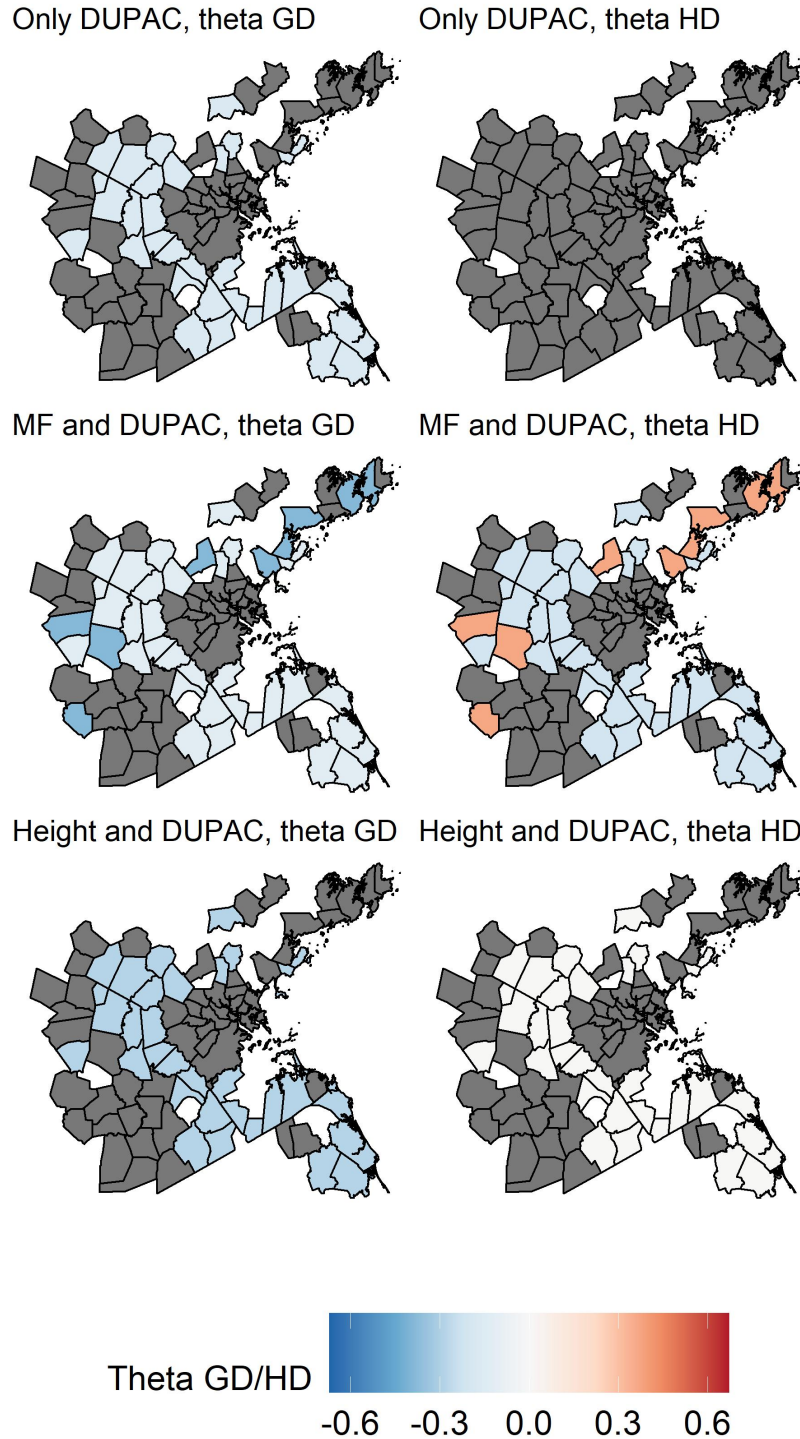 Only DUPAC, theta GD
Only DUPAC, theta HD
MF and DUPAC, theta GD
MF and DUPAC, theta HD
Height and DUPAC, theta GD
Height and DUPAC, theta HD
Theta GD/HD
-0.6 -0.3 0.0 0.3 0.6